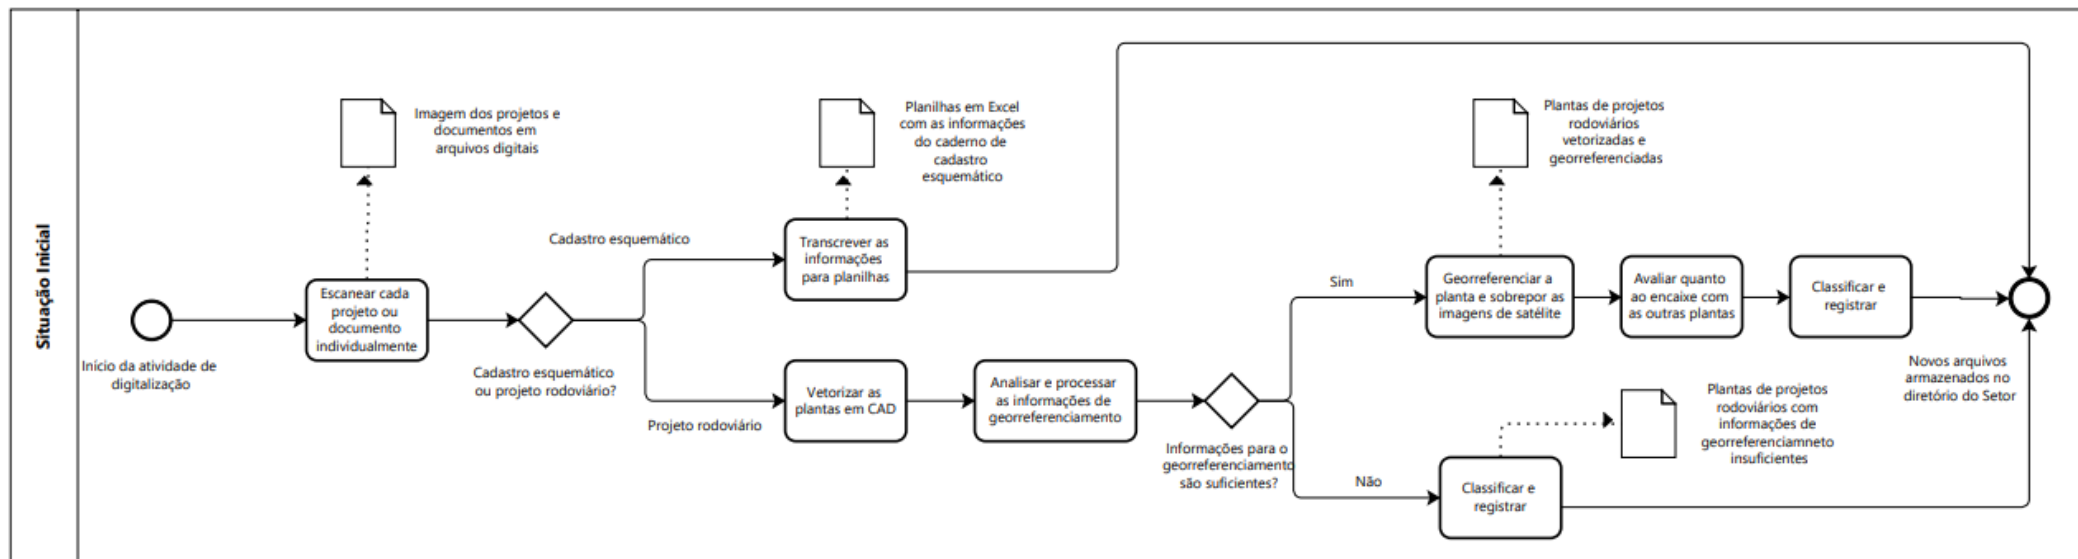 Situação Inicial
Início da atividade de
digitalização
Imagem dos projetos e
documentos em
arquivos digitais
Escanear cada
projeto ou
documento
individualmente
Cadastro esquemático
ou projeto rodoviário?
Cadastro esquemático
Planilhas em Excel
com as informações
do caderno de
cadastro
esquemático
Transcrever as
informações
para planilhas
Projeto rodoviário
Vetorizar as
plantas em CAD
Analisar e processar
as informações de
georreferenciamento
Informações para o
georreferenciamento
são suficientes?
Sim
Plantas de projetos
rodoviários
vetorizadas e
georreferenciadas
Georreferenciar a
planta e sobrepor as
imagens de satélite
Avaliar quanto
ao encaixe com
as outras plantas
Classificar e
registrar
Não
Classificar e
registrar
Plantas de projetos
rodoviários com
informações de
georreferenciamneto
insuficientes
Novos arquivos
armazenados no
diretório do Setor